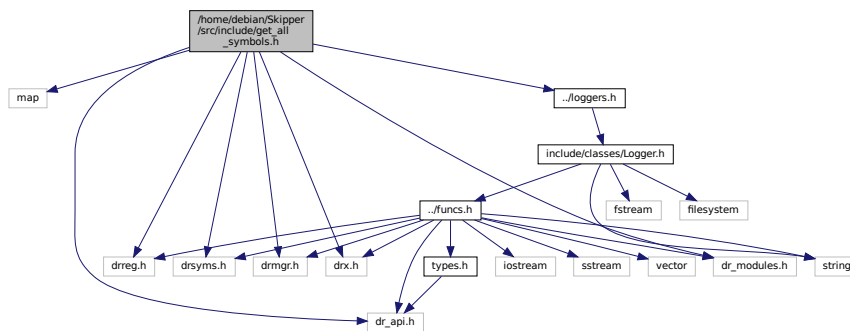 /home/debian/Skipper
/src/include/get_all
_symbols.h
map
../loggers.h
include/classes/Logger.h
../funcs.h
fstream
filesystem
drreg.h
drsyms.h
drmgr.h
drx.h
types.h
iostream
sstream
vector
dr_modules.h
string
dr_api.h